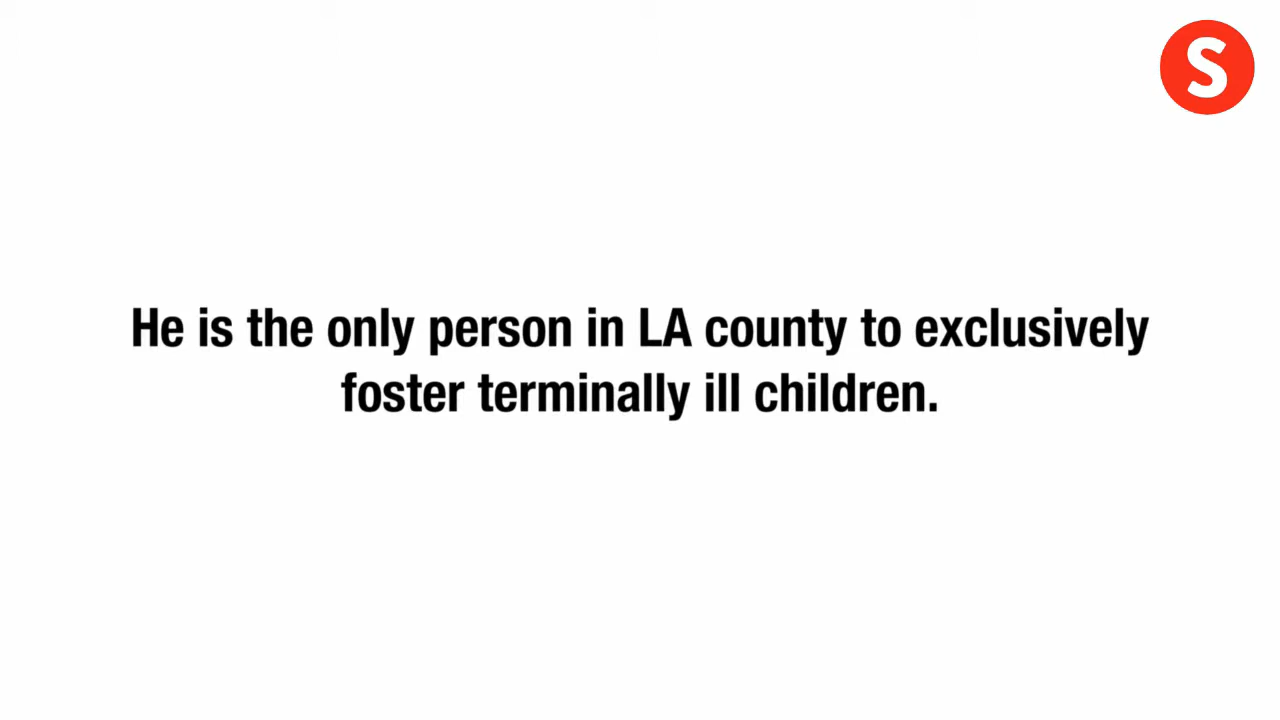 S
He is the only person in LA county to exclusively
foster terminally ill children.